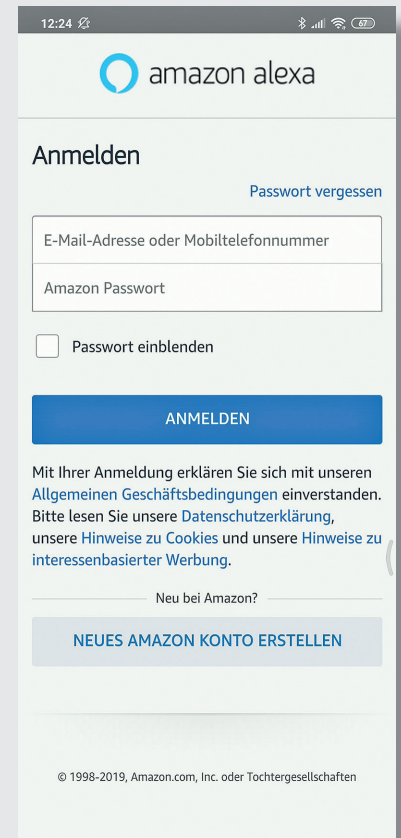 12:24
67
amazon alexa
Anmelden
Passwort vergessen
E-Mail-Adresse oder Mobiltelefonnummer
Amazon Passwort
Passwort einblenden
ANMELDEN
Mit Ihrer Anmeldung erklären Sie sich mit unseren
Allgemeinen Geschäftsbedingungen einverstanden.
Bitte lesen Sie unsere Datenschutzerklärung,
unsere Hinweise zu Cookies und unsere Hinweise zu
interessenbasierter Werbung.
Neu bei Amazon?
NEUES AMAZON KONTO ERSTELLEN
© 1998-2019, Amazon.com, Inc. oder Tochtergesellschaften